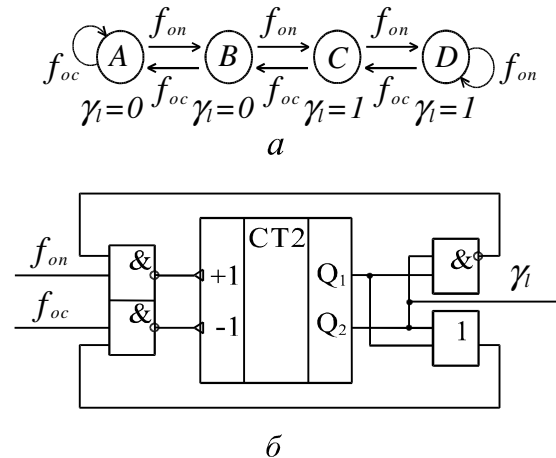 f_on f_on f_on
f_oc A B C D f_on
f_oc f_oc f_oc
γ_l=0 γ_l=0 γ_l=1 γ_l=1
а
f_on & +1 CT2 Q_1 & γ_l
f_oc & -1 Q_2 1
б